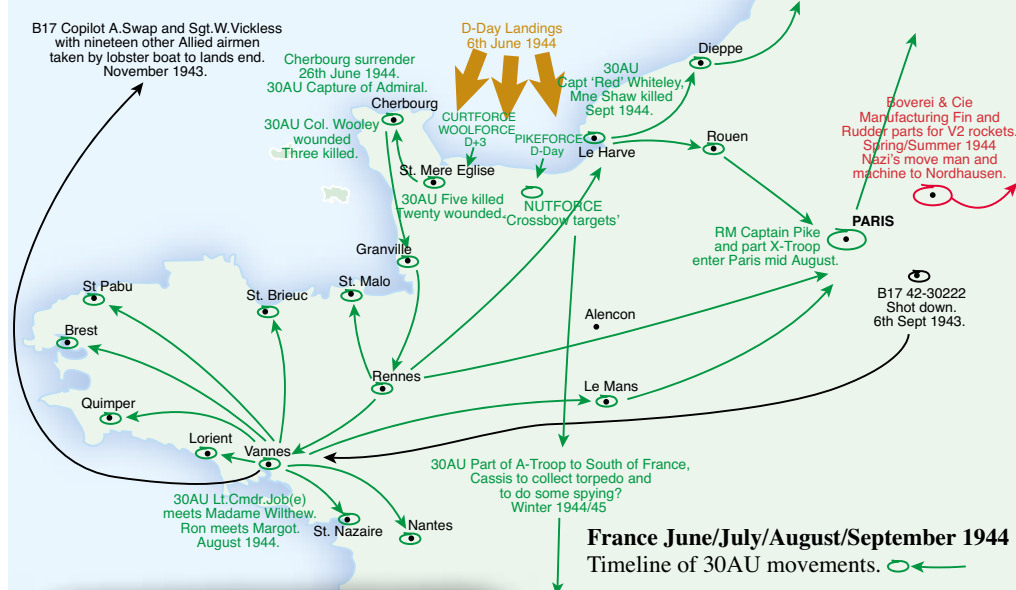 B17 Copilot A.Swap and Sgt.W.Vickless
with nineteen other Allied airmen
taken by lobster boat to lands end.
November 1943.
D-Day Landings
6th June 1944
Dieppe
Cherbourg surrender
26th June 1944.
30AU Capture of Admiral.
Cherbourg
30AU
Capt ‘Red’ Whiteley,
Mne Shaw killed
Sept 1944.
30AU Col. Wooley
wounded
Three killed.
CURTFORCE
WOOLFORCE
D+3
PIKEFORCE
D-Day
Le Harve
Rouen
Boverei & Cie
Manufacturing Fin and
Rudder parts for V2 rockets.
Spring/Summer 1944
Nazi's move man and
machine to Nordhausen.
St. Mere Eglise
30AU Five killed
Twenty wounded.
NUTFORCE
‘Crossbow targets’
PARIS
RM Captain Pike
and part X-Troop
enter Paris mid August.
Granville
St Pabu
St. Brieuc
St. Malo
B17 42-30222
Shot down.
6th Sept 1943.
Alencon
Brest
Rennes
Le Mans
Quimper
Lorient
Vannes
30AU Part of A-Troop to South of France,
Cassis to collect torpedo and
to do some spying?
Winter 1944/45
30AU Lt.Cmdr.Job(e)
meets Madame Wilthew.
Ron meets Margot.
August 1944.
St. Nazaire
Nantes
France June/July/August/September 1944
Timeline of 30AU movements.